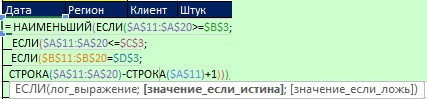 Дата Регион Клиент Штук
=НАИМЕНЬШИЙ(ЕСЛИ($A$11:$A$20>=$B$3;
ЕСЛИ($A$11:$A$20<=$C$3;
ЕСЛИ($B$11:$B$20=$D$3;
СТРОКА($A$11:$A$20)-СТРОКА($A$11)+1)))
ЕСЛИ(лог_выражение; [значение_если_истина]; [значение_если_ложь])